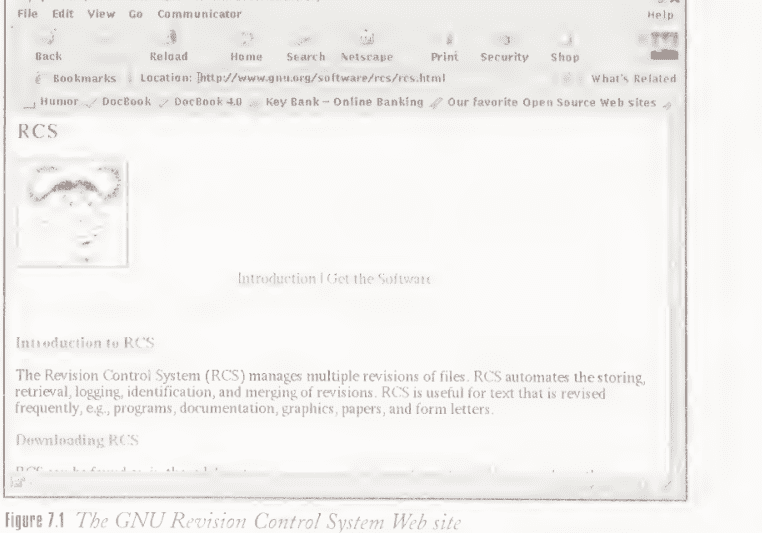 File Edit View Go Communicator Help
Back Reload Home Search Netscape Print Security Shop
Bookmarks Location: http://www.gnu.org/software/rcs/rcs.html What's Related
Humor DocBook DocBook 4.0 Key Bank – Online Banking Our favorite Open Source Web sites
RCS
Introduction | Get the Software
Introduction to RCS
The Revision Control System (RCS) manages multiple revisions of files. RCS automates the storing,
retrieval, logging, identification, and merging of revisions. RCS is useful for text that is revised
frequently, e.g., programs, documentation, graphics, papers, and form letters.
Downloading RCS
Figure 7.1 The GNU Revision Control System Web site